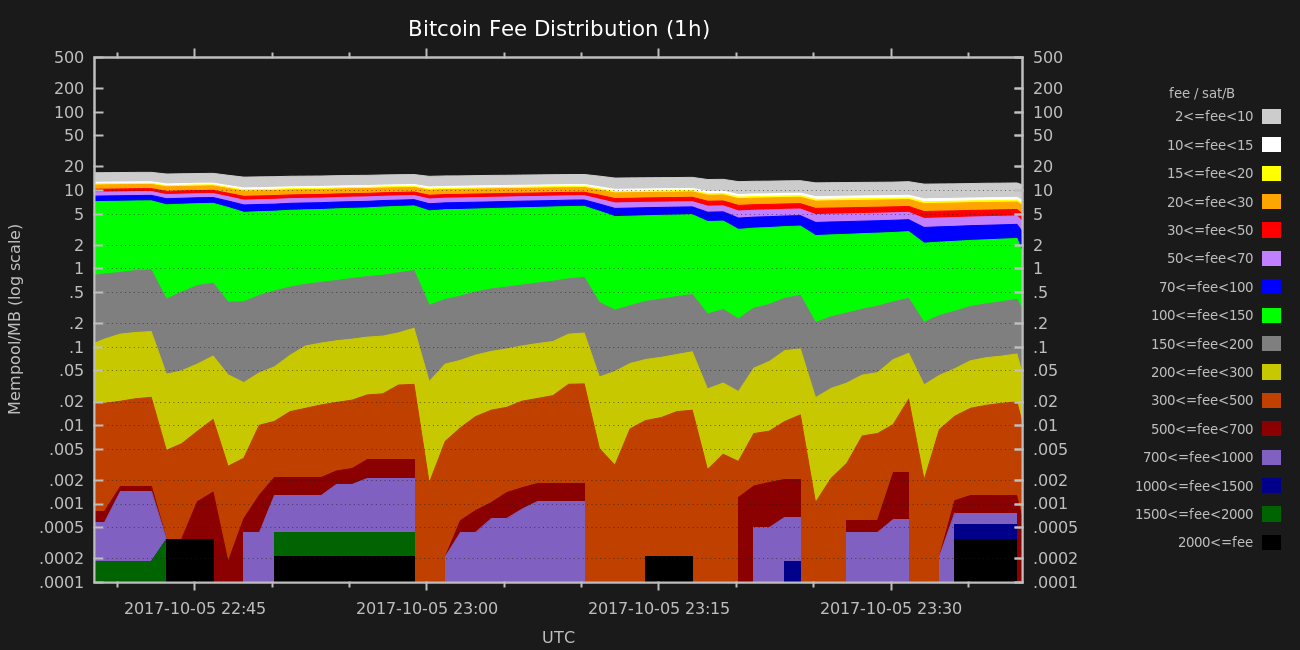 Bitcoin Fee Distribution (1h)
500 500
200 200
100 100
50 50
20 20
10 10
5 5
2 2
1 1
.5 .5
.2 .2
.1 .1
.05 .05
.02 .02
.01 .01
.005 .005
.002 .002
.001 .001
.0005 .0005
.0002 .0002
.0001 .0001
Mempool/MB (log scale)
2017-10-05 22:45 2017-10-05 23:00 2017-10-05 23:15 2017-10-05 23:30
UTC
fee / sat/B
2<=fee<10
10<=fee<15
15<=fee<20
20<=fee<30
30<=fee<50
50<=fee<70
70<=fee<100
100<=fee<150
150<=fee<200
200<=fee<300
300<=fee<500
500<=fee<700
700<=fee<1000
1000<=fee<1500
1500<=fee<2000
2000<=fee